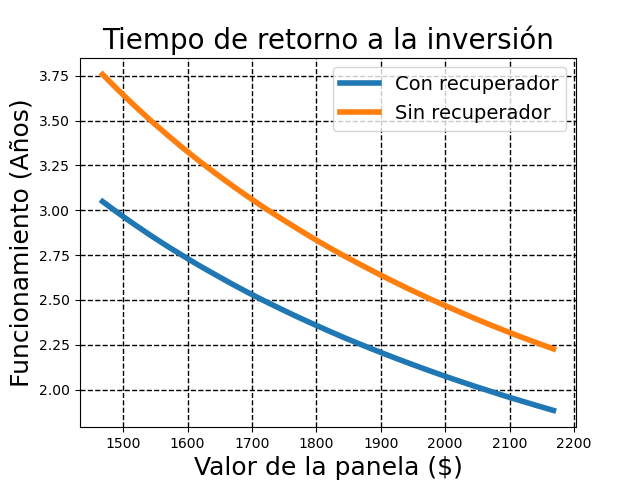 Tiempo de retorno a la inversión
Con recuperador
Sin recuperador
Funcionamiento (Años)
3.75
3.50
3.25
3.00
2.75
2.50
2.25
2.00
1500 1600 1700 1800 1900 2000 2100 2200
Valor de la panela ($)